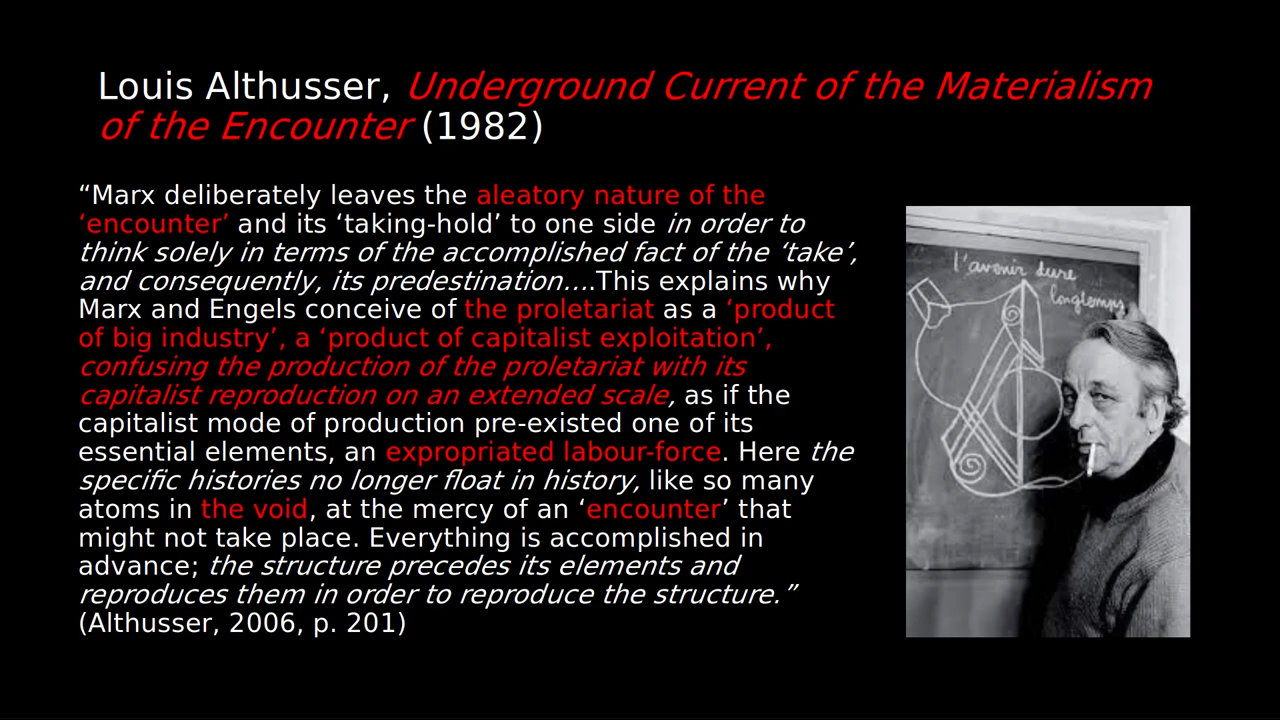 Louis Althusser, Underground Current of the Materialism
of the Encounter (1982)
“Marx deliberately leaves the aleatory nature of the
‘encounter’ and its ‘taking-hold’ to one side in order to
think solely in terms of the accomplished fact of the ‘take’,
and consequently, its predestination….This explains why
Marx and Engels conceive of the proletariat as a ‘product
of big industry’, a ‘product of capitalist exploitation’,
confusing the production of the proletariat with its
capitalist reproduction on an extended scale, as if the
capitalist mode of production pre-existed one of its
essential elements, an expropriated labour-force. Here the
specific histories no longer float in history, like so many
atoms in the void, at the mercy of an ‘encounter’ that
might not take place. Everything is accomplished in
advance; the structure precedes its elements and
reproduces them in order to reproduce the structure.”
(Althusser, 2006, p. 201)
l'avenir dure
longtemps